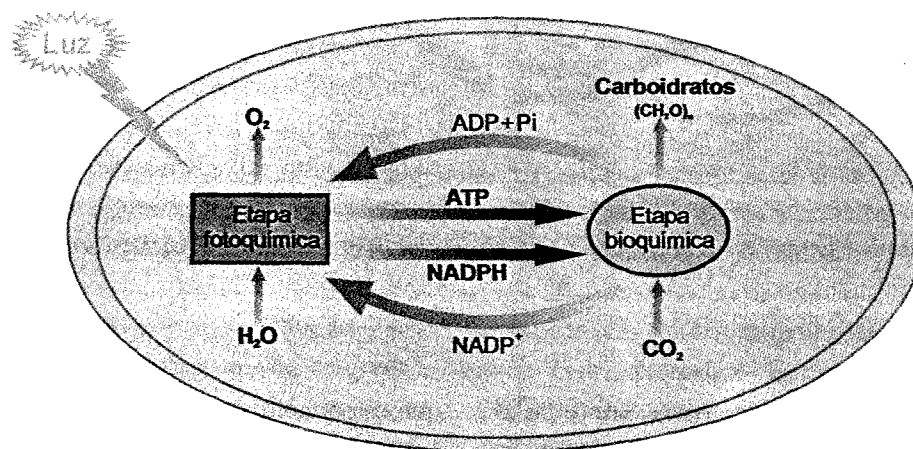 Luz
Carboidratos
(CH₂O)ₙ
O₂
ADP+Pi
ATP
Etapa
fotoquímica
Etapa
bioquímica
NADPH
H₂O
NADP⁺
CO₂